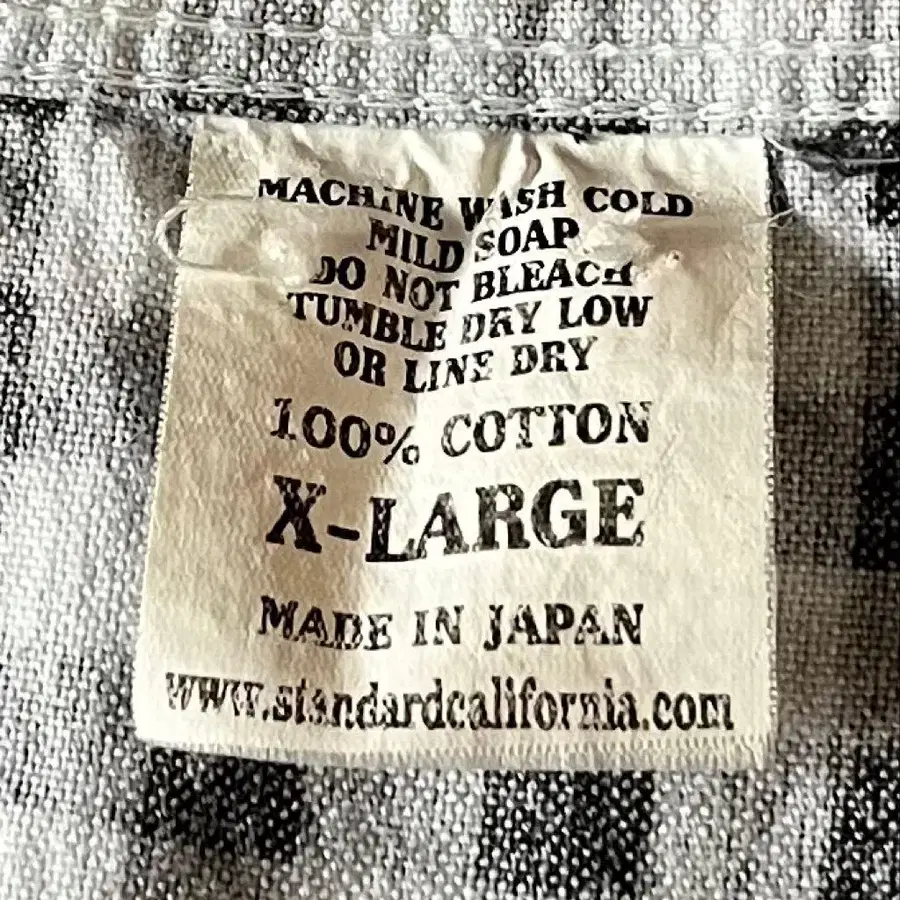 MACHINE WASH COLD
MILD SOAP
DO NOT BLEACH
TUMBLE DRY LOW
OR LINE DRY
100% COTTON
X-LARGE
MADE IN JAPAN
www.standardcalifornia.com